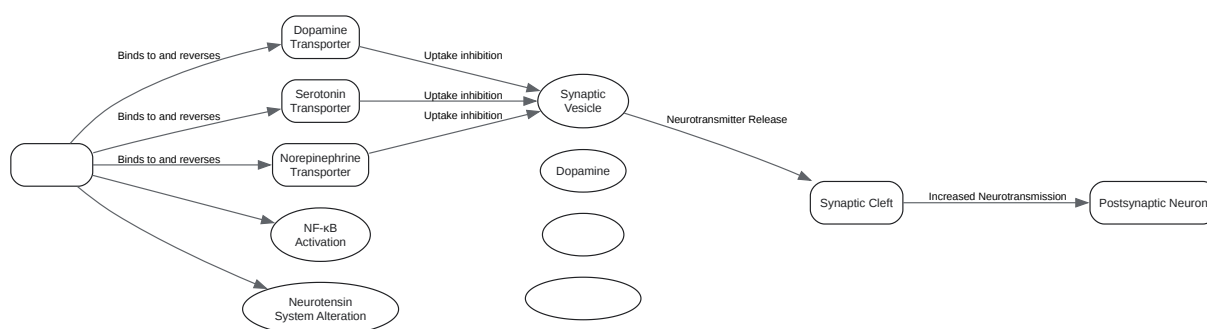 Dopamine
Transporter
Binds to and reverses
Uptake inhibition
Serotonin
Transporter
Binds to and reverses
Uptake inhibition
Synaptic
Vesicle
Uptake inhibition
Neurotransmitter Release
Binds to and reverses
Norepinephrine
Transporter
Dopamine
Synaptic Cleft
Increased Neurotransmission
Postsynaptic Neuron
NF-κB
Activation
Neurotensin
System Alteration